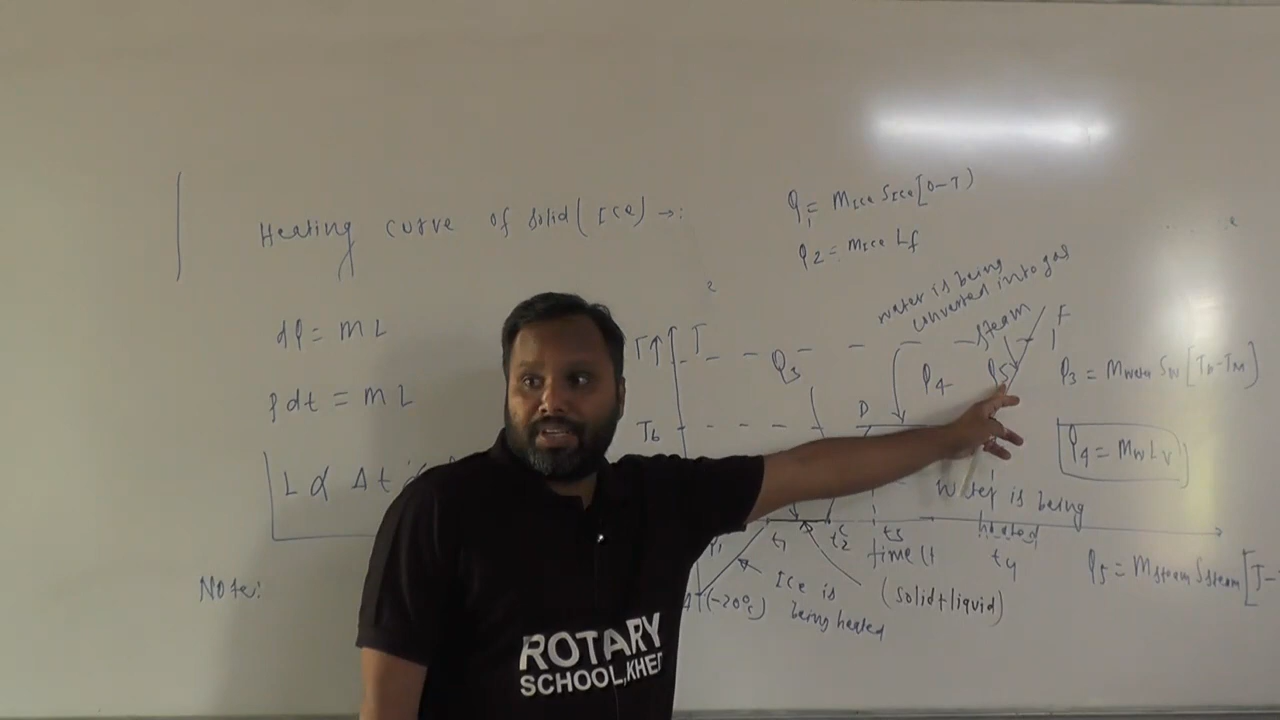 Heating curve of solid (Ice) →:
dQ = mL
P dt = mL
L ∝ Δt
Note:
Q1 = MIce SIce [0-T)
Q2 = MIce Lf
water is being
converted into gas
steam
F
T↑
T
Q3
Q4
Q5
Q3 = Mwater Sw [Tb-TM]
Tb
D
Q4 = Mw Lv
water is being
heated
t1
t2
t3
time(t
t4
Q5 = Msteam Ssteam [T-
A
(-20°C)
Ice is
being heated
(solid+liquid)
ROTARY
SCHOOL,KHED